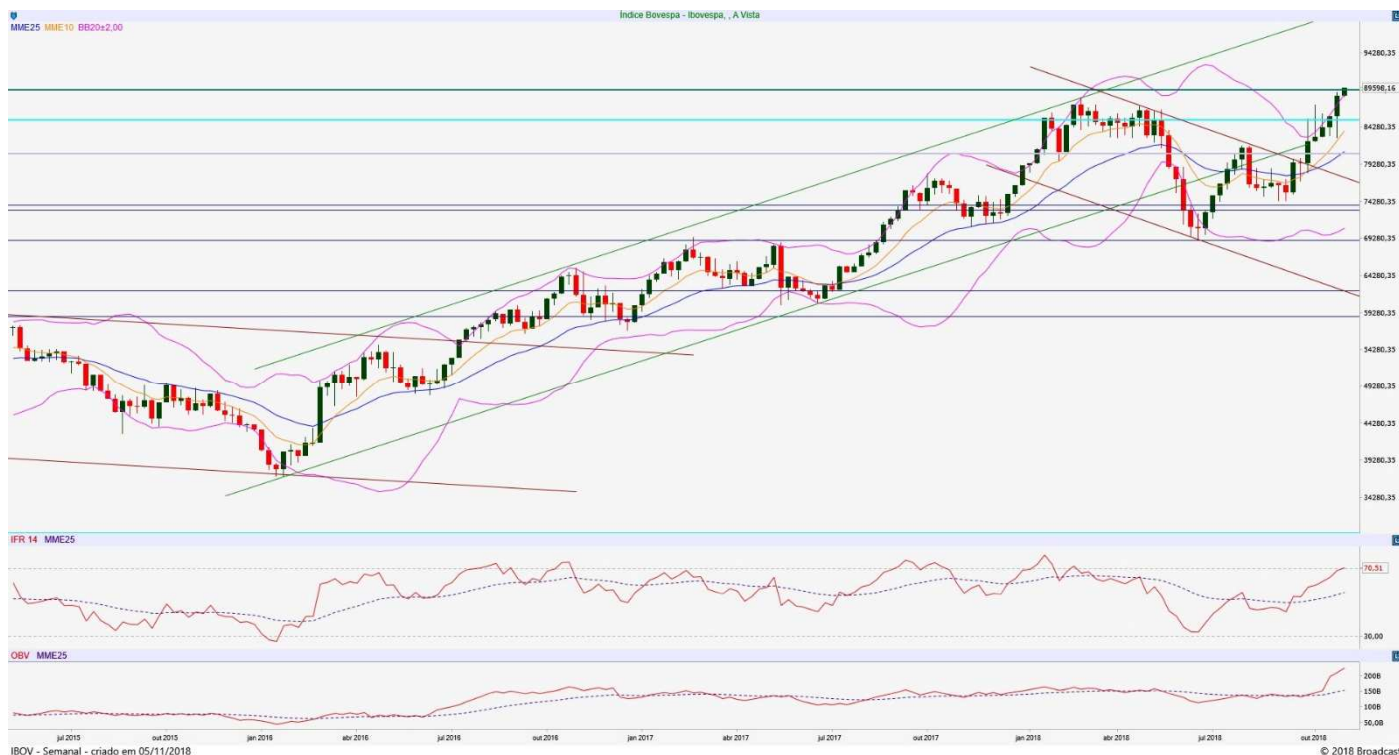 Índice Bovespa - Ibovespa, , A Vista
MME25 MME10 BB20±2,00
94280,35
89598,16
84280,35
79280,35
74280,35
69280,35
64280,35
59280,35
54280,35
49280,35
44280,35
39280,35
34280,35
IFR 14 MME25
70,51
30,00
OBV MME25
200B
150B
100B
50,0B
jul 2015 out 2015 jan 2016 abr 2016 jul 2016 out 2016 jan 2017 abr 2017 jul 2017 out 2017 jan 2018 abr 2018 jul 2018 out 2018
IBOV - Semanal - criado em 05/11/2018 © 2018 Broadcast